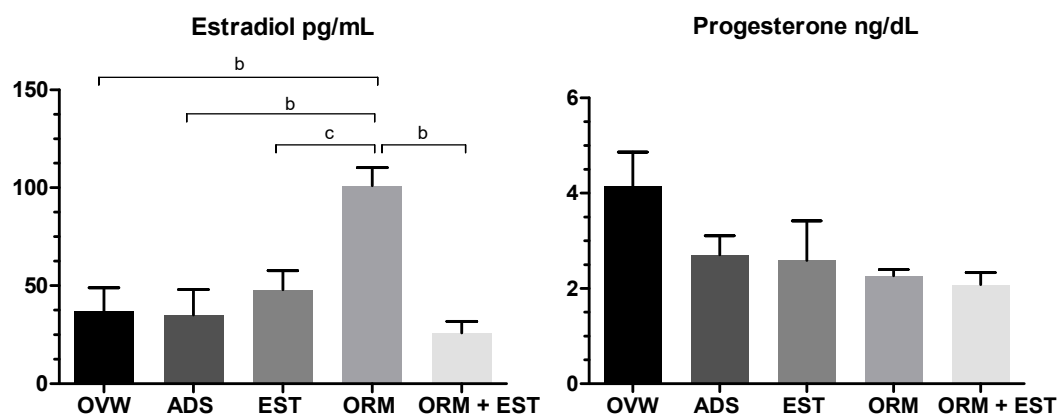 Estradiol pg/mL
b
b
c b
150
100
50
0
OVW ADS EST ORM ORM + EST
Progesterone ng/dL
6
4
2
0
OVW ADS EST ORM ORM + EST